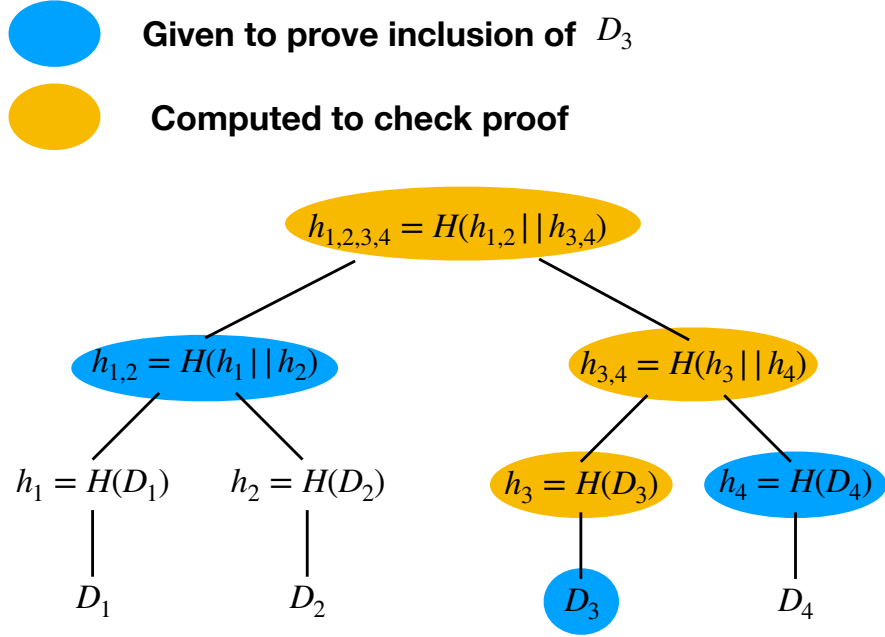 Given to prove inclusion of D₃
Computed to check proof
h₁,₂,₃,₄ = H(h₁,₂ | | h₃,₄)
h₁,₂ = H(h₁ | | h₂)
h₃,₄ = H(h₃ | | h₄)
h₁ = H(D₁)
h₂ = H(D₂)
h₃ = H(D₃)
h₄ = H(D₄)
D₁
D₂
D₃
D₄